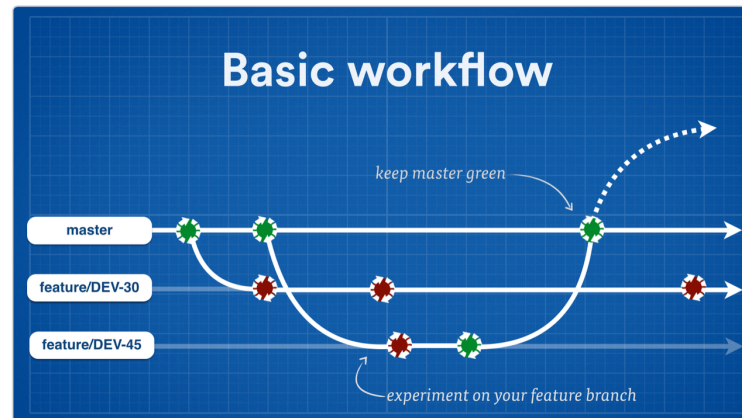 Basic workflow
keep master green
master
feature/DEV-30
feature/DEV-45
experiment on your feature branch